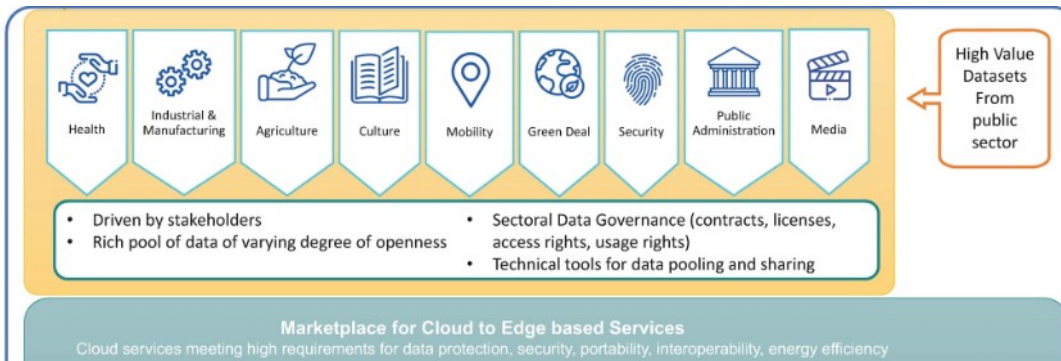 Health
Industrial &
Manufacturing
Agriculture
Culture
Mobility
Green Deal
Security
Public
Administration
Media
High Value
Datasets
From
public
sector
• Driven by stakeholders
• Rich pool of data of varying degree of openness
• Sectoral Data Governance (contracts, licenses,
access rights, usage rights)
• Technical tools for data pooling and sharing
Marketplace for Cloud to Edge based Services
Cloud services meeting high requirements for data protection, security, portability, interoperability, energy efficiency